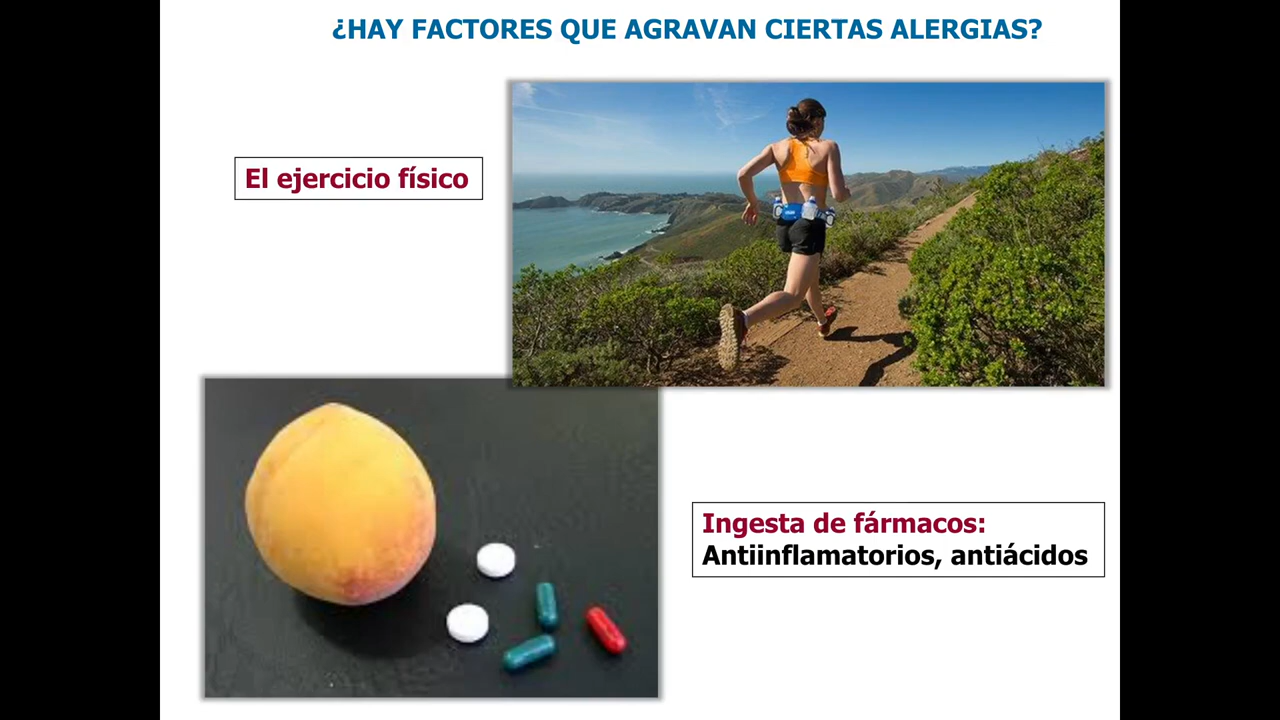 ¿HAY FACTORES QUE AGRAVAN CIERTAS ALERGIAS?
El ejercicio físico
Ingesta de fármacos:
Antiinflamatorios, antiácidos